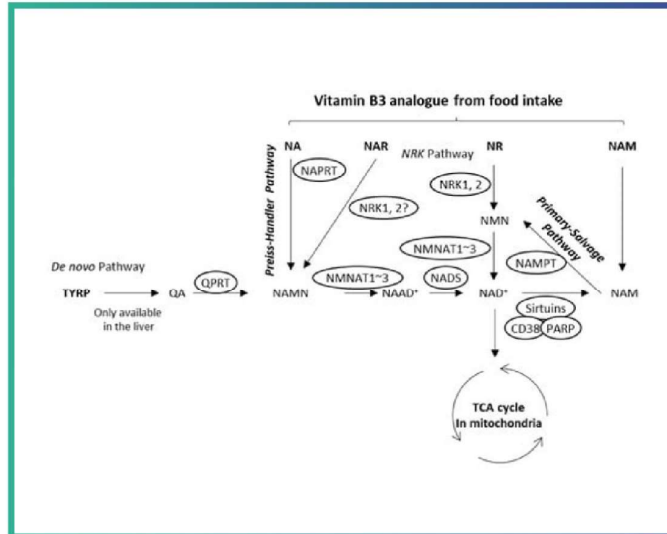 Vitamin B3 analogue from food intake
NA NAR NR NAM
NRK Pathway
Preiss-Handler Pathway
NAPRT
NRK1, 2
NRK1, 2?
NMN
Primary-Salvage
Pathway
NMNAT1~3
NAMPT
De novo Pathway
QPRT
NMNAT1~3
NADS
TYRP QA NAMN NAAD⁺ NAD⁺ NAM
Only available
in the liver
Sirtuins
CD38 PARP
TCA cycle
In mitochondria